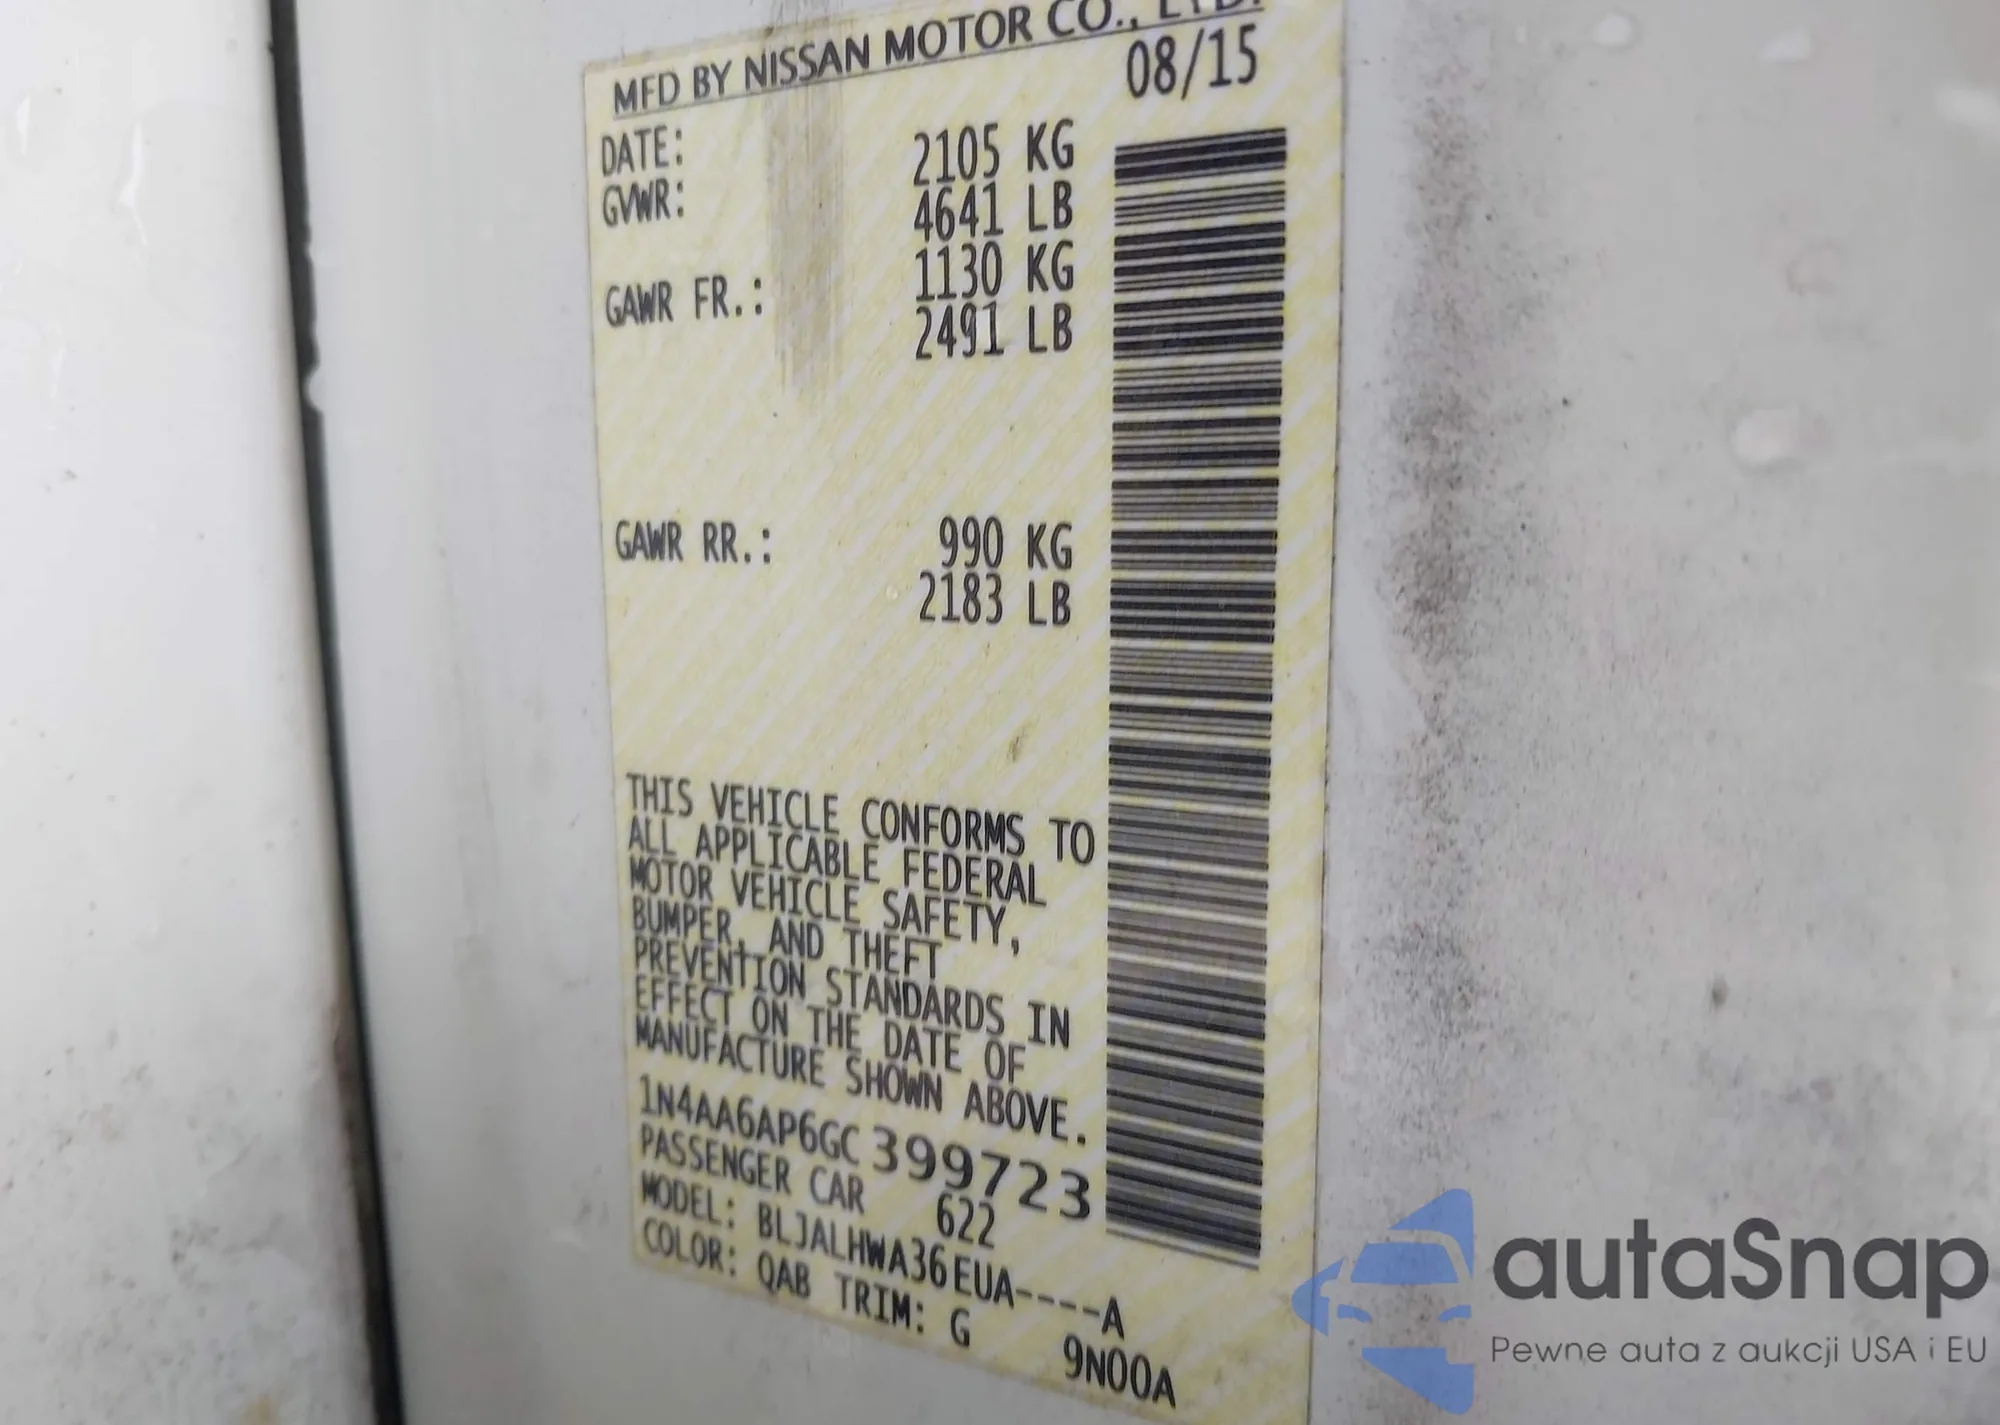 MFD BY NISSAN MOTOR CO., LTD.
DATE: 08/15
GVWR: 2105 KG
4641 LB
GAWR FR.: 1130 KG
2491 LB
GAWR RR.: 990 KG
2183 LB
THIS VEHICLE CONFORMS TO
ALL APPLICABLE FEDERAL
MOTOR VEHICLE SAFETY,
BUMPER, AND THEFT
PREVENTION STANDARDS IN
EFFECT ON THE DATE OF
MANUFACTURE SHOWN ABOVE.
1N4AA6AP6GC399723
PASSENGER CAR 622
MODEL: BLJALHWA36EUA----A
COLOR: QAB TRIM: G 9N00A
autaSnap
Pewne auta z aukcji USA i EU